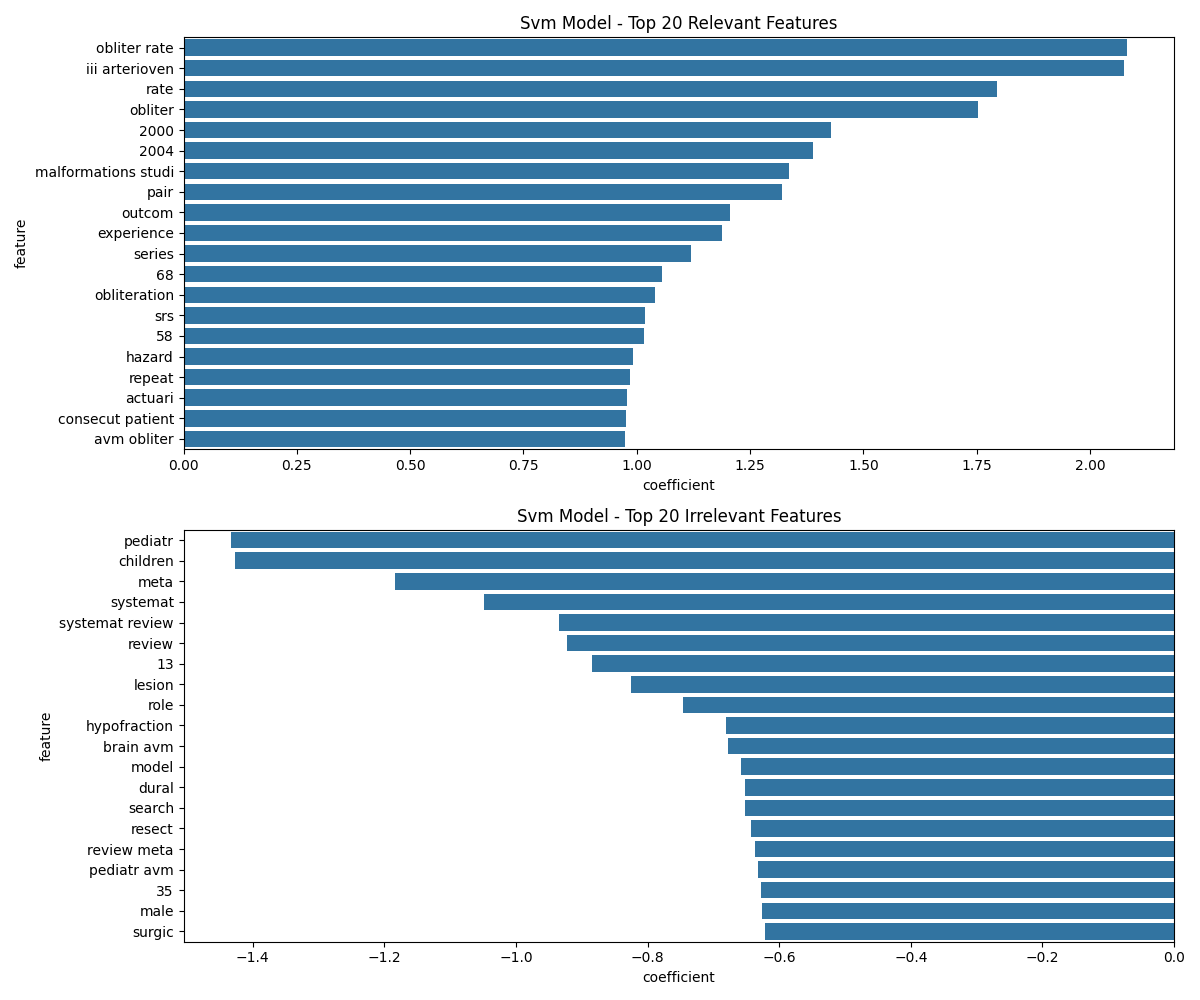 Svm Model - Top 20 Relevant Features
obliter rate
iii arterioven
rate
obliter
2000
2004
malformations studi
pair
outcom
experience
series
68
obliteration
srs
58
hazard
repeat
actuari
consecut patient
avm obliter
feature
0.00 0.25 0.50 0.75 1.00 1.25 1.50 1.75 2.00
coefficient
Svm Model - Top 20 Irrelevant Features
pediatr
children
meta
systemat
systemat review
review
13
lesion
role
hypofraction
brain avm
model
dural
search
resect
review meta
pediatr avm
35
male
surgic
feature
−1.4 −1.2 −1.0 −0.8 −0.6 −0.4 −0.2 0.0
coefficient